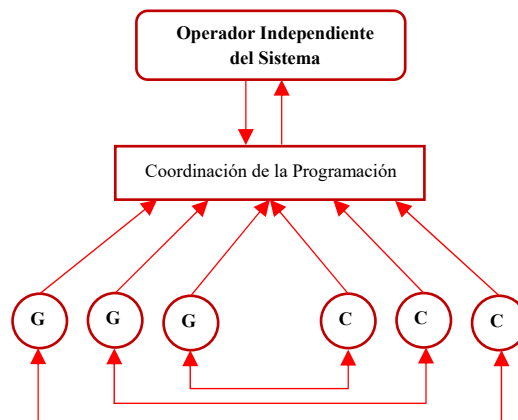 Operador Independiente
del Sistema
Coordinación de la Programación
G
G
G
C
C
C